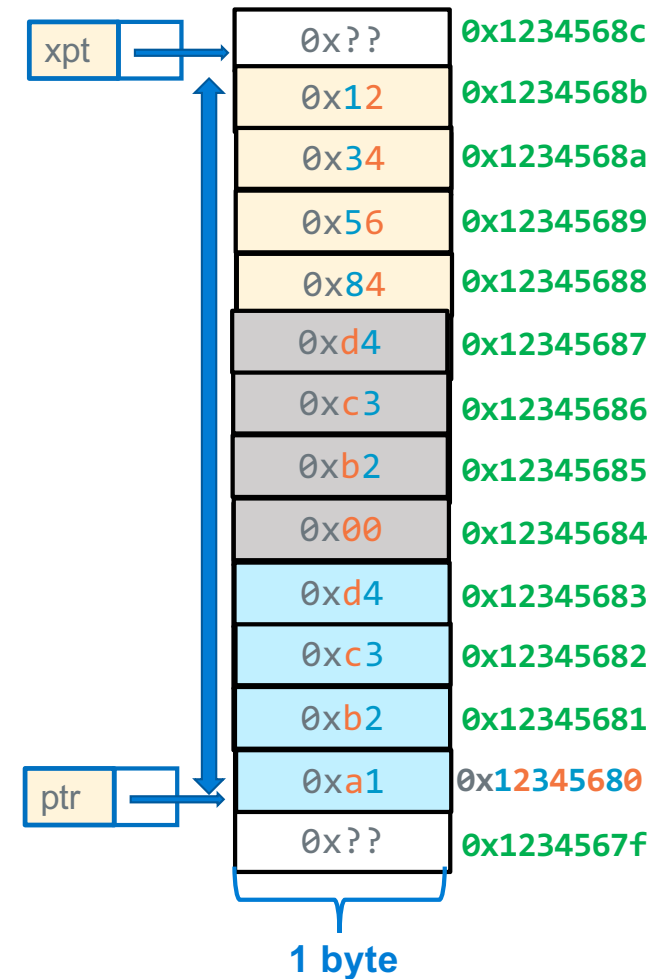 xpt 0x?? 0x1234568c
0x12 0x1234568b
0x34 0x1234568a
0x56 0x12345689
0x84 0x12345688
0xd4 0x12345687
0xc3 0x12345686
0xb2 0x12345685
0x00 0x12345684
0xd4 0x12345683
0xc3 0x12345682
0xb2 0x12345681
ptr 0xa1 0x12345680
0x?? 0x1234567f
1 byte